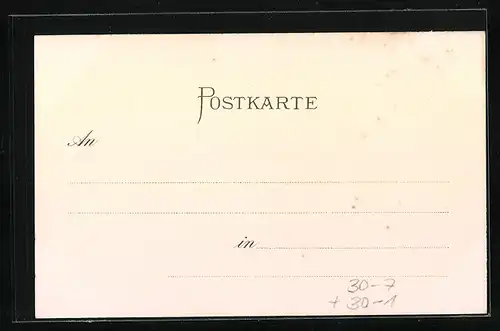 POSTKARTE
An
in
30-7
+ 30-1